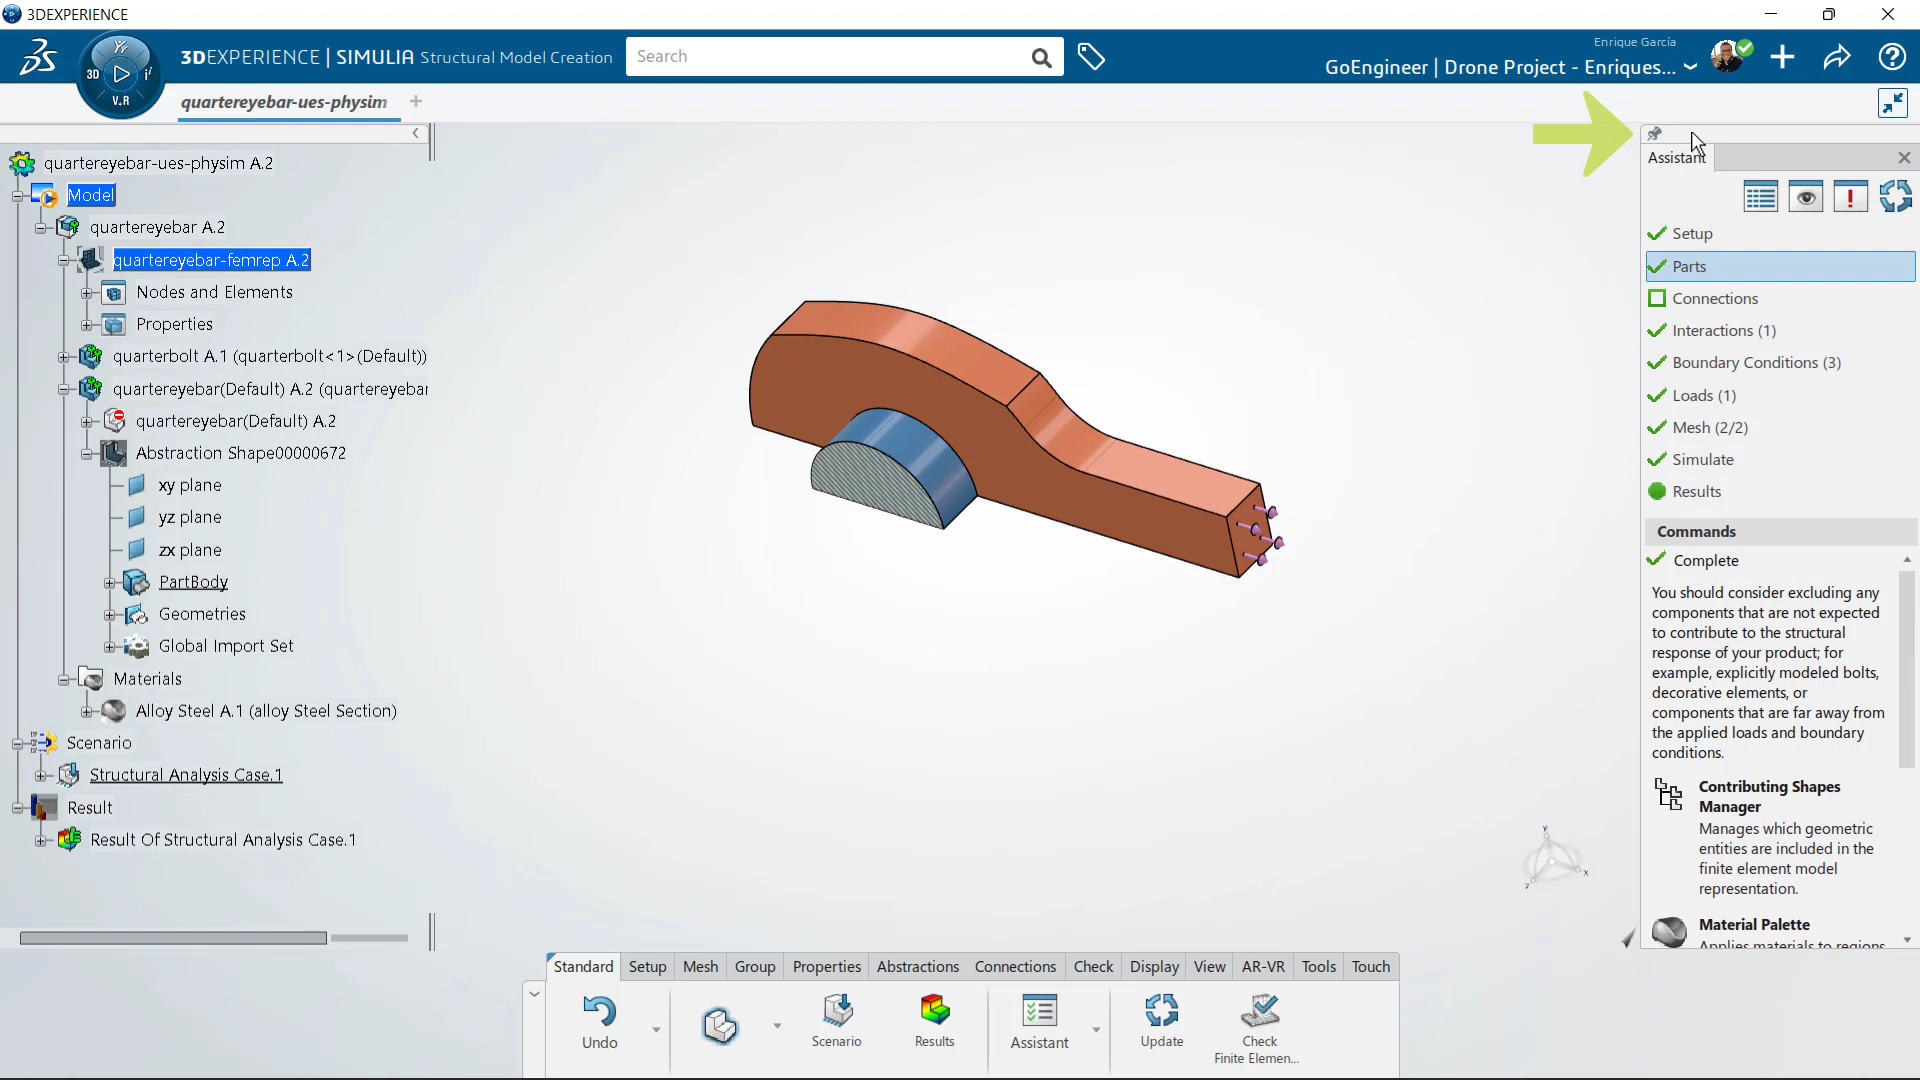 3DEXPERIENCE
3DEXPERIENCE | SIMULIA Structural Model Creation
Search
Enrique García
GoEngineer | Drone Project - Enriques...
3D
V.R
quartereyebar-ues-physim
Assistant
quartereyebar-ues-physim A.2
Model
quartereyebar A.2
quartereyebar-femrep A.2
Nodes and Elements
Properties
quarterbolt A.1 (quarterbolt<1>(Default))
quartereyebar(Default) A.2 (quartereyebar
quartereyebar(Default) A.2
Abstraction Shape00000672
xy plane
yz plane
zx plane
PartBody
Geometries
Global Import Set
Materials
Alloy Steel A.1 (alloy Steel Section)
Scenario
Structural Analysis Case.1
Result
Result Of Structural Analysis Case.1
Y
X
Z
Setup
Parts
Connections
Interactions (1)
Boundary Conditions (3)
Loads (1)
Mesh (2/2)
Simulate
Results
Commands
Complete
You should consider excluding any
components that are not expected
to contribute to the structural
response of your product; for
example, explicitly modeled bolts,
decorative elements, or
components that are far away from
the applied loads and boundary
conditions.
Contributing Shapes
Manager
Manages which geometric
entities are included in the
finite element model
representation.
Material Palette
Applies materials to regions
Standard Setup Mesh Group Properties Abstractions Connections Check Display View AR-VR Tools Touch
Undo
Scenario
Results
Assistant
Update
Check
Finite Elemen...